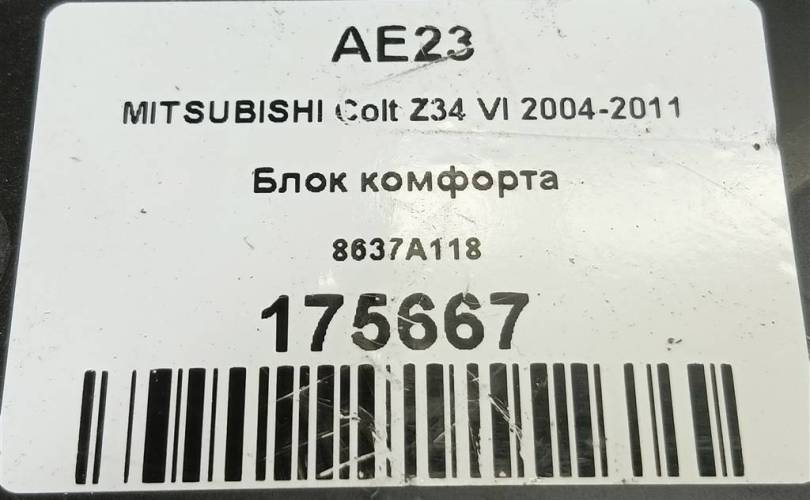 AE23
MITSUBISHI Colt Z34 VI 2004-2011
Блок комфорта
8637A118
175667